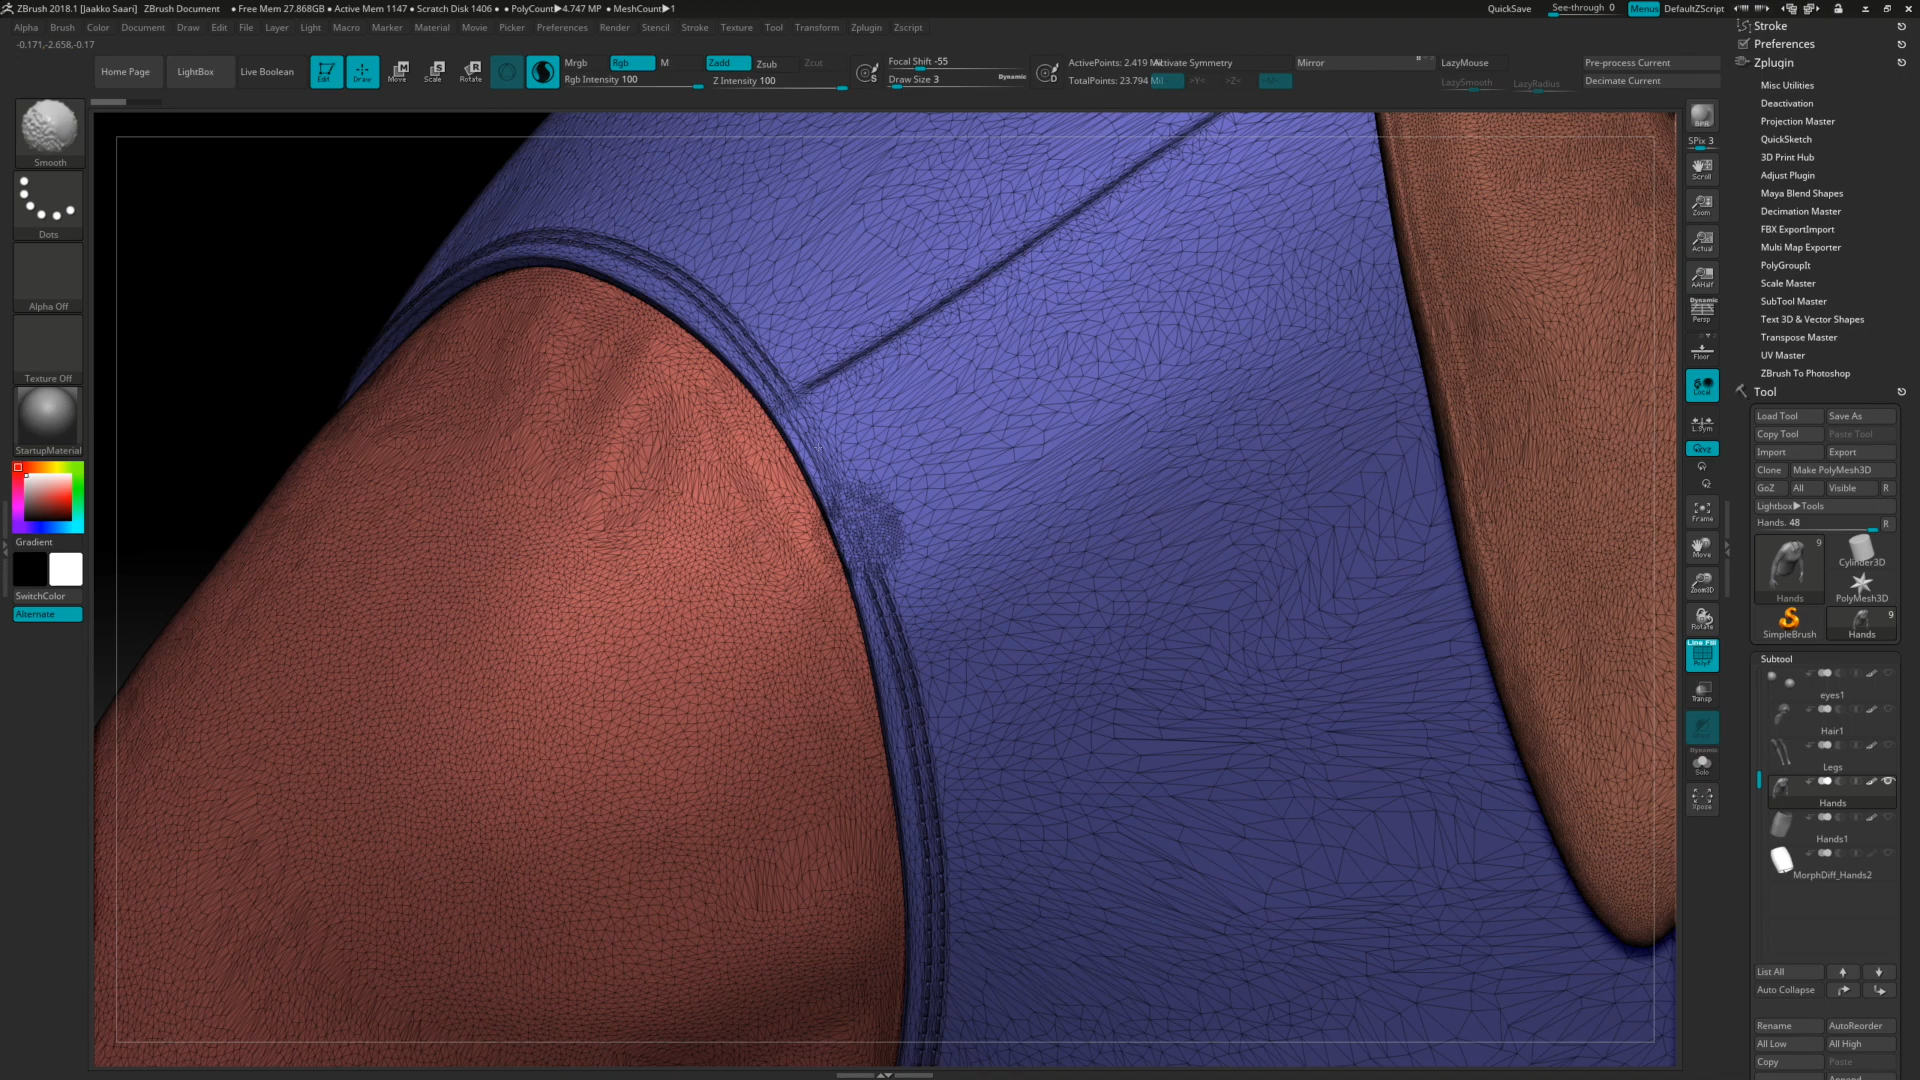 ZBrush 2018.1 [Jaakko Saari] ZBrush Document • Free Mem 27.868GB • Active Mem 1147 • Scratch Disk 1406 • • PolyCount▶4.747 MP • MeshCount▶1 QuickSave See-through 0 Menus DefaultZScript
Alpha Brush Color Document Draw Edit File Layer Light Macro Marker Material Movie Picker Preferences Render Stencil Stroke Texture Tool Transform Zplugin Zscript
-0.171,-2.658,-0.17
Home Page LightBox Live Boolean Edit Draw Move Scale Rotate
Mrgb Rgb M Zadd Zsub Zcut
Rgb Intensity 100 Z Intensity 100
Focal Shift -55
Draw Size 3 Dynamic
ActivePoints: 2.419 Activate Symmetry Mirror LazyMouse Pre-process Current
TotalPoints: 23.794 Mil >Y< >Z< >M< LazySmooth LazyRadius Decimate Current
Smooth
Dots
Alpha Off
Texture Off
StartupMaterial
Gradient
SwitchColor
Alternate
BPR
SPix 3
Scroll
Zoom
Actual
AAHalf
Dynamic
Persp
Floor
Local
L.Sym
XYZ
Frame
Move
Zoom3D
Rotate
Line Fill
PolyF
Transp
Dynamic
Solo
Xpose
Stroke
Preferences
Zplugin
Misc Utilities
Deactivation
Projection Master
QuickSketch
3D Print Hub
Adjust Plugin
Maya Blend Shapes
Decimation Master
FBX ExportImport
Multi Map Exporter
PolyGroupIt
Scale Master
SubTool Master
Text 3D & Vector Shapes
Transpose Master
UV Master
ZBrush To Photoshop
Tool
Load Tool Save As
Copy Tool Paste Tool
Import Export
Clone Make PolyMesh3D
GoZ All Visible R
Lightbox▶Tools
Hands. 48 R
9
Hands Cylinder3D
PolyMesh3D
SimpleBrush 9 Hands
Subtool
eyes1
Hair1
Legs
Hands
Hands1
MorphDiff_Hands2
List All
Auto Collapse
Rename AutoReorder
All Low All High
Copy Paste
Append